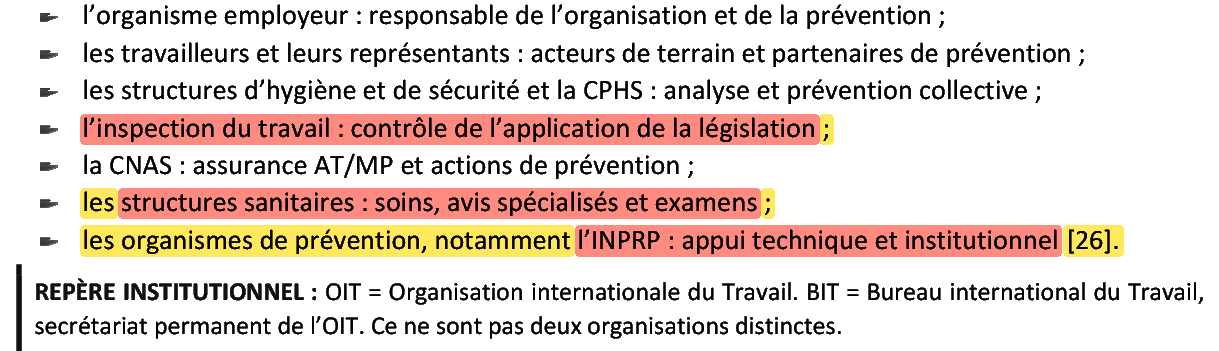 l’organisme employeur : responsable de l’organisation et de la prévention ;
les travailleurs et leurs représentants : acteurs de terrain et partenaires de prévention ;
les structures d’hygiène et de sécurité et la CPHS : analyse et prévention collective ;
l’inspection du travail : contrôle de l’application de la législation ;
la CNAS : assurance AT/MP et actions de prévention ;
les structures sanitaires : soins, avis spécialisés et examens ;
les organismes de prévention, notamment l’INPRP : appui technique et institutionnel [26].
REPÈRE INSTITUTIONNEL : OIT = Organisation internationale du Travail. BIT = Bureau international du Travail,
secrétariat permanent de l’OIT. Ce ne sont pas deux organisations distinctes.